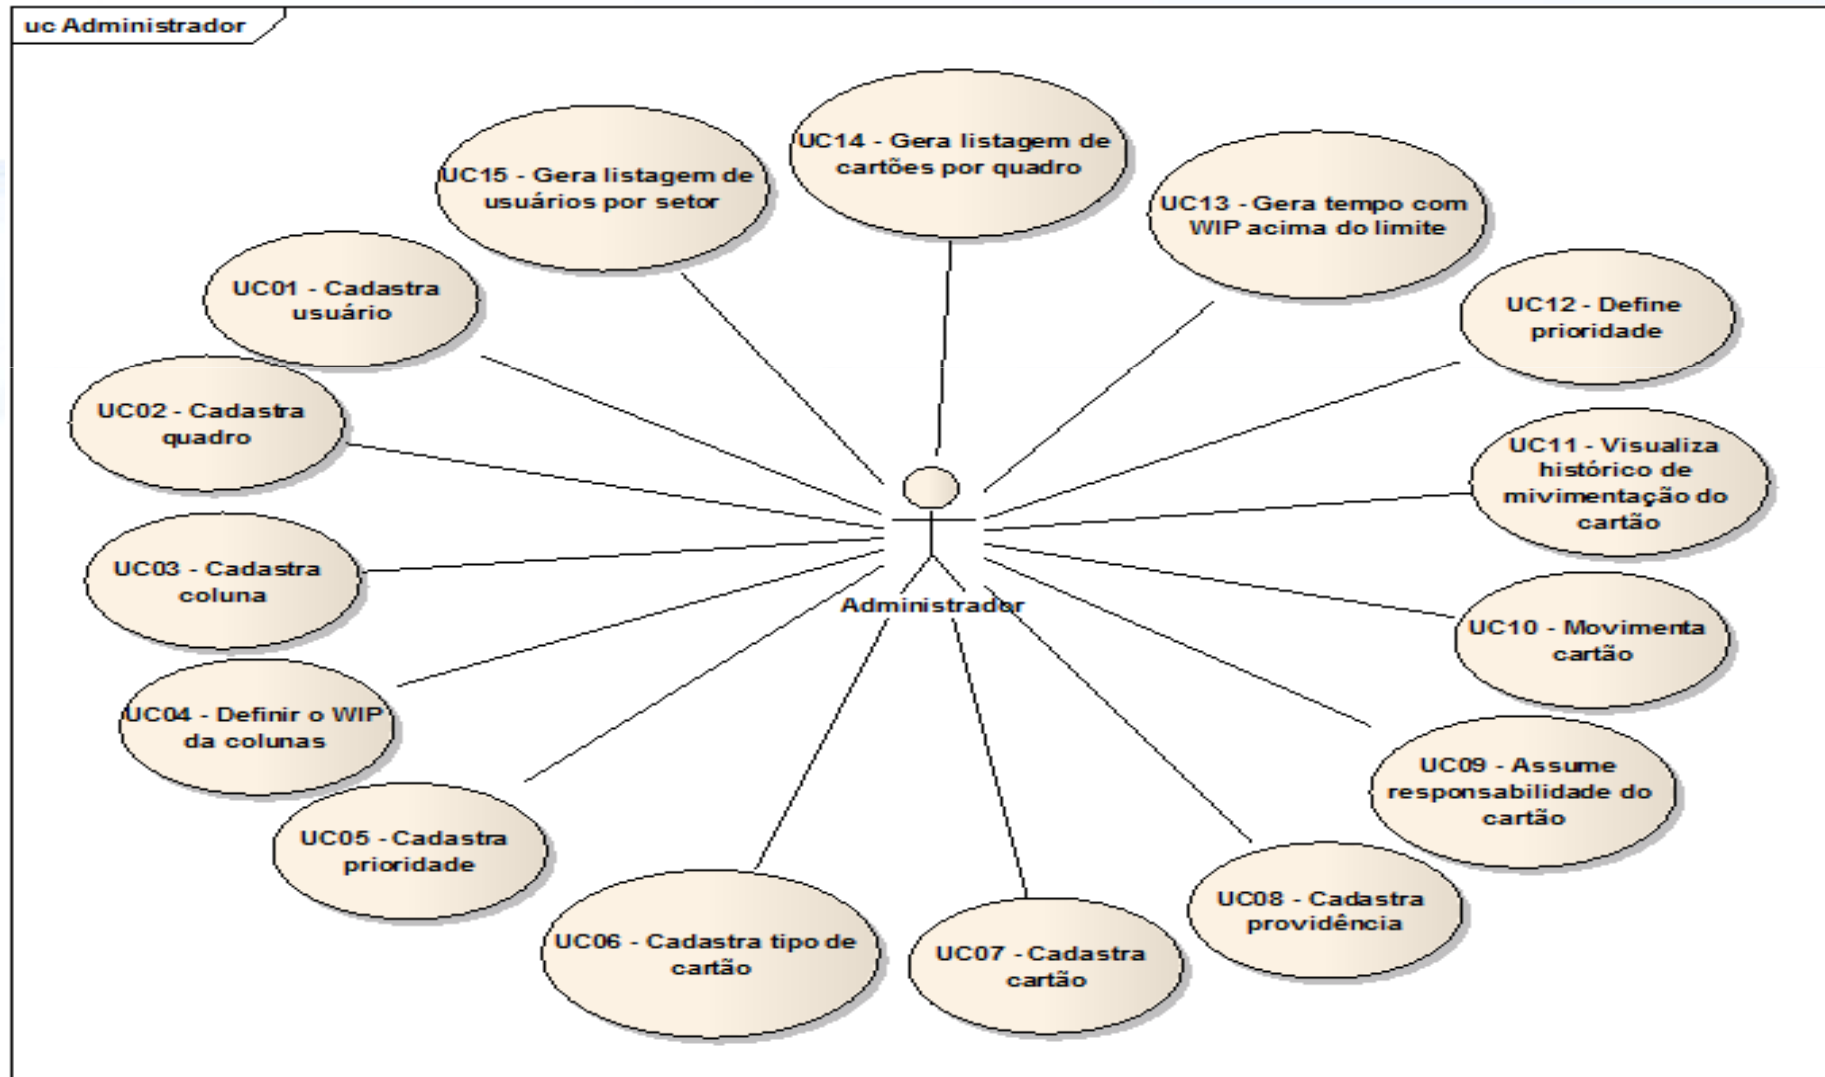 uc Administrador
UC14 - Gera listagem de
cartões por quadro
UC15 - Gera listagem de
usuários por setor
UC13 - Gera tempo com
WIP acima do limite
UC01 - Cadastra
usuário
UC12 - Define
prioridade
UC02 - Cadastra
quadro
UC11 - Visualiza
histórico de
mivimentação do
cartão
UC03 - Cadastra
coluna
Administrador
UC10 - Movimenta
cartão
UC04 - Definir o WIP
da colunas
UC09 - Assume
responsabilidade do
cartão
UC05 - Cadastra
prioridade
UC08 - Cadastra
providência
UC06 - Cadastra tipo de
cartão
UC07 - Cadastra
cartão